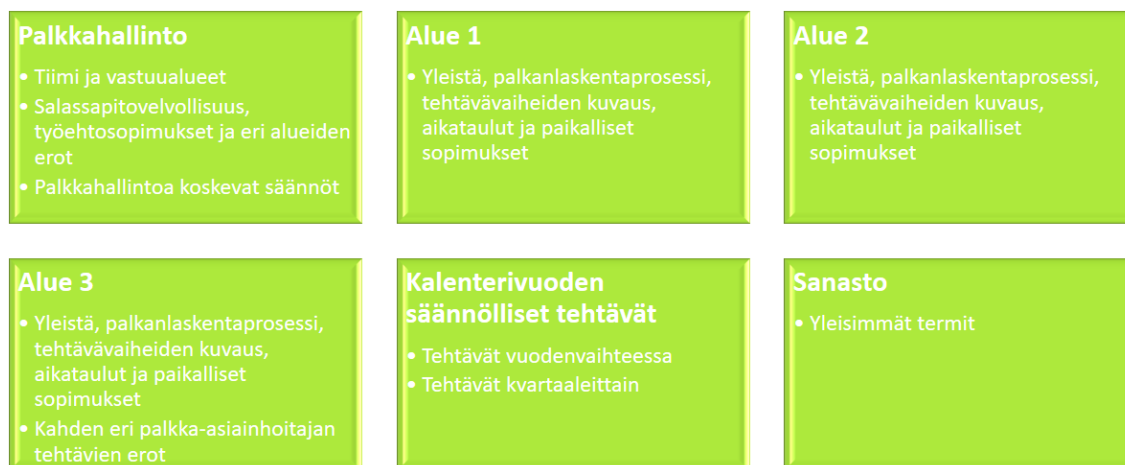 Palkkahallinto
• Tiimi ja vastuualueet
• Salassapitovelvollisuus,
työehtosopimukset ja eri alueiden
erot
• Palkkahallintoa koskevat säännöt
Alue 1
• Yleistä, palkanlaskentaprosessi,
tehtävävaiheiden kuvaus,
aikataulut ja paikalliset
sopimukset
Alue 2
• Yleistä, palkanlaskentaprosessi,
tehtävävaiheiden kuvaus,
aikataulut ja paikalliset
sopimukset
Alue 3
• Yleistä, palkanlaskentaprosessi,
tehtävävaiheiden kuvaus,
aikataulut ja paikalliset
sopimukset
• Kahden eri palkka-asiainhoitajan
tehtävien erot
Kalenterivuoden
säännölliset tehtävät
• Tehtävät vuodenvaihteessa
• Tehtävät kvartaaleittain
Sanasto
• Yleisimmät termit